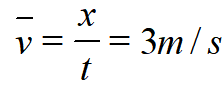 v̄ = x/t = 3m/s